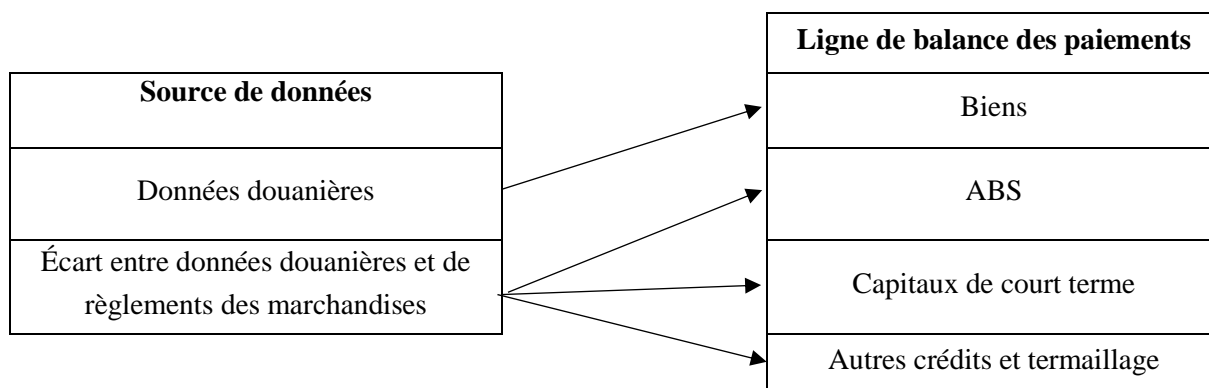 Source de données
Données douanières
Écart entre données douanières et de
règlements des marchandises
Ligne de balance des paiements
Biens
ABS
Capitaux de court terme
Autres crédits et termaillage